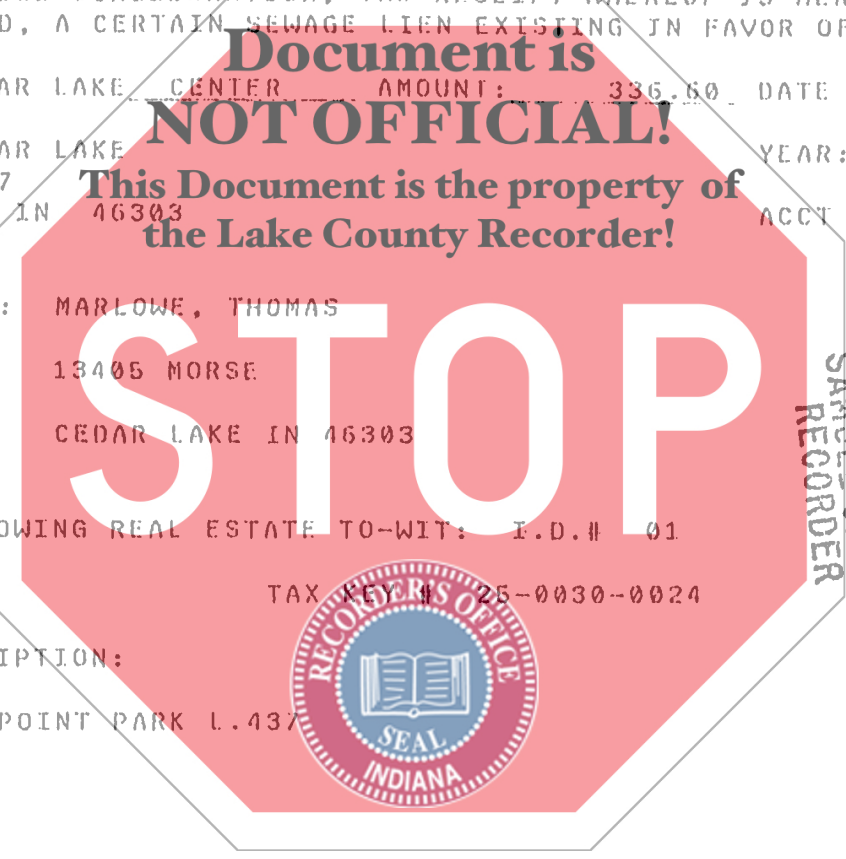 D, A CERTAIN SEWAGE LIEN EXISTING IN FAVOR OF
Document is
AR LAKE CENTER AMOUNT: 336.60 DATE
NOT OFFICIAL!
AR LAKE YEAR:
7
This Document is the property of
IN 46303 ACCT
the Lake County Recorder!
: MARLOWE, THOMAS
STOP
13405 MORSE
CEDAR LAKE IN 46303
RECORDER
OWING REAL ESTATE TO-WIT: I.D.# 01
TAX KEY # 25-0030-0024
RECORDER'S OFFICE
IPTION:
POINT PARK L.437
SEAL
INDIANA